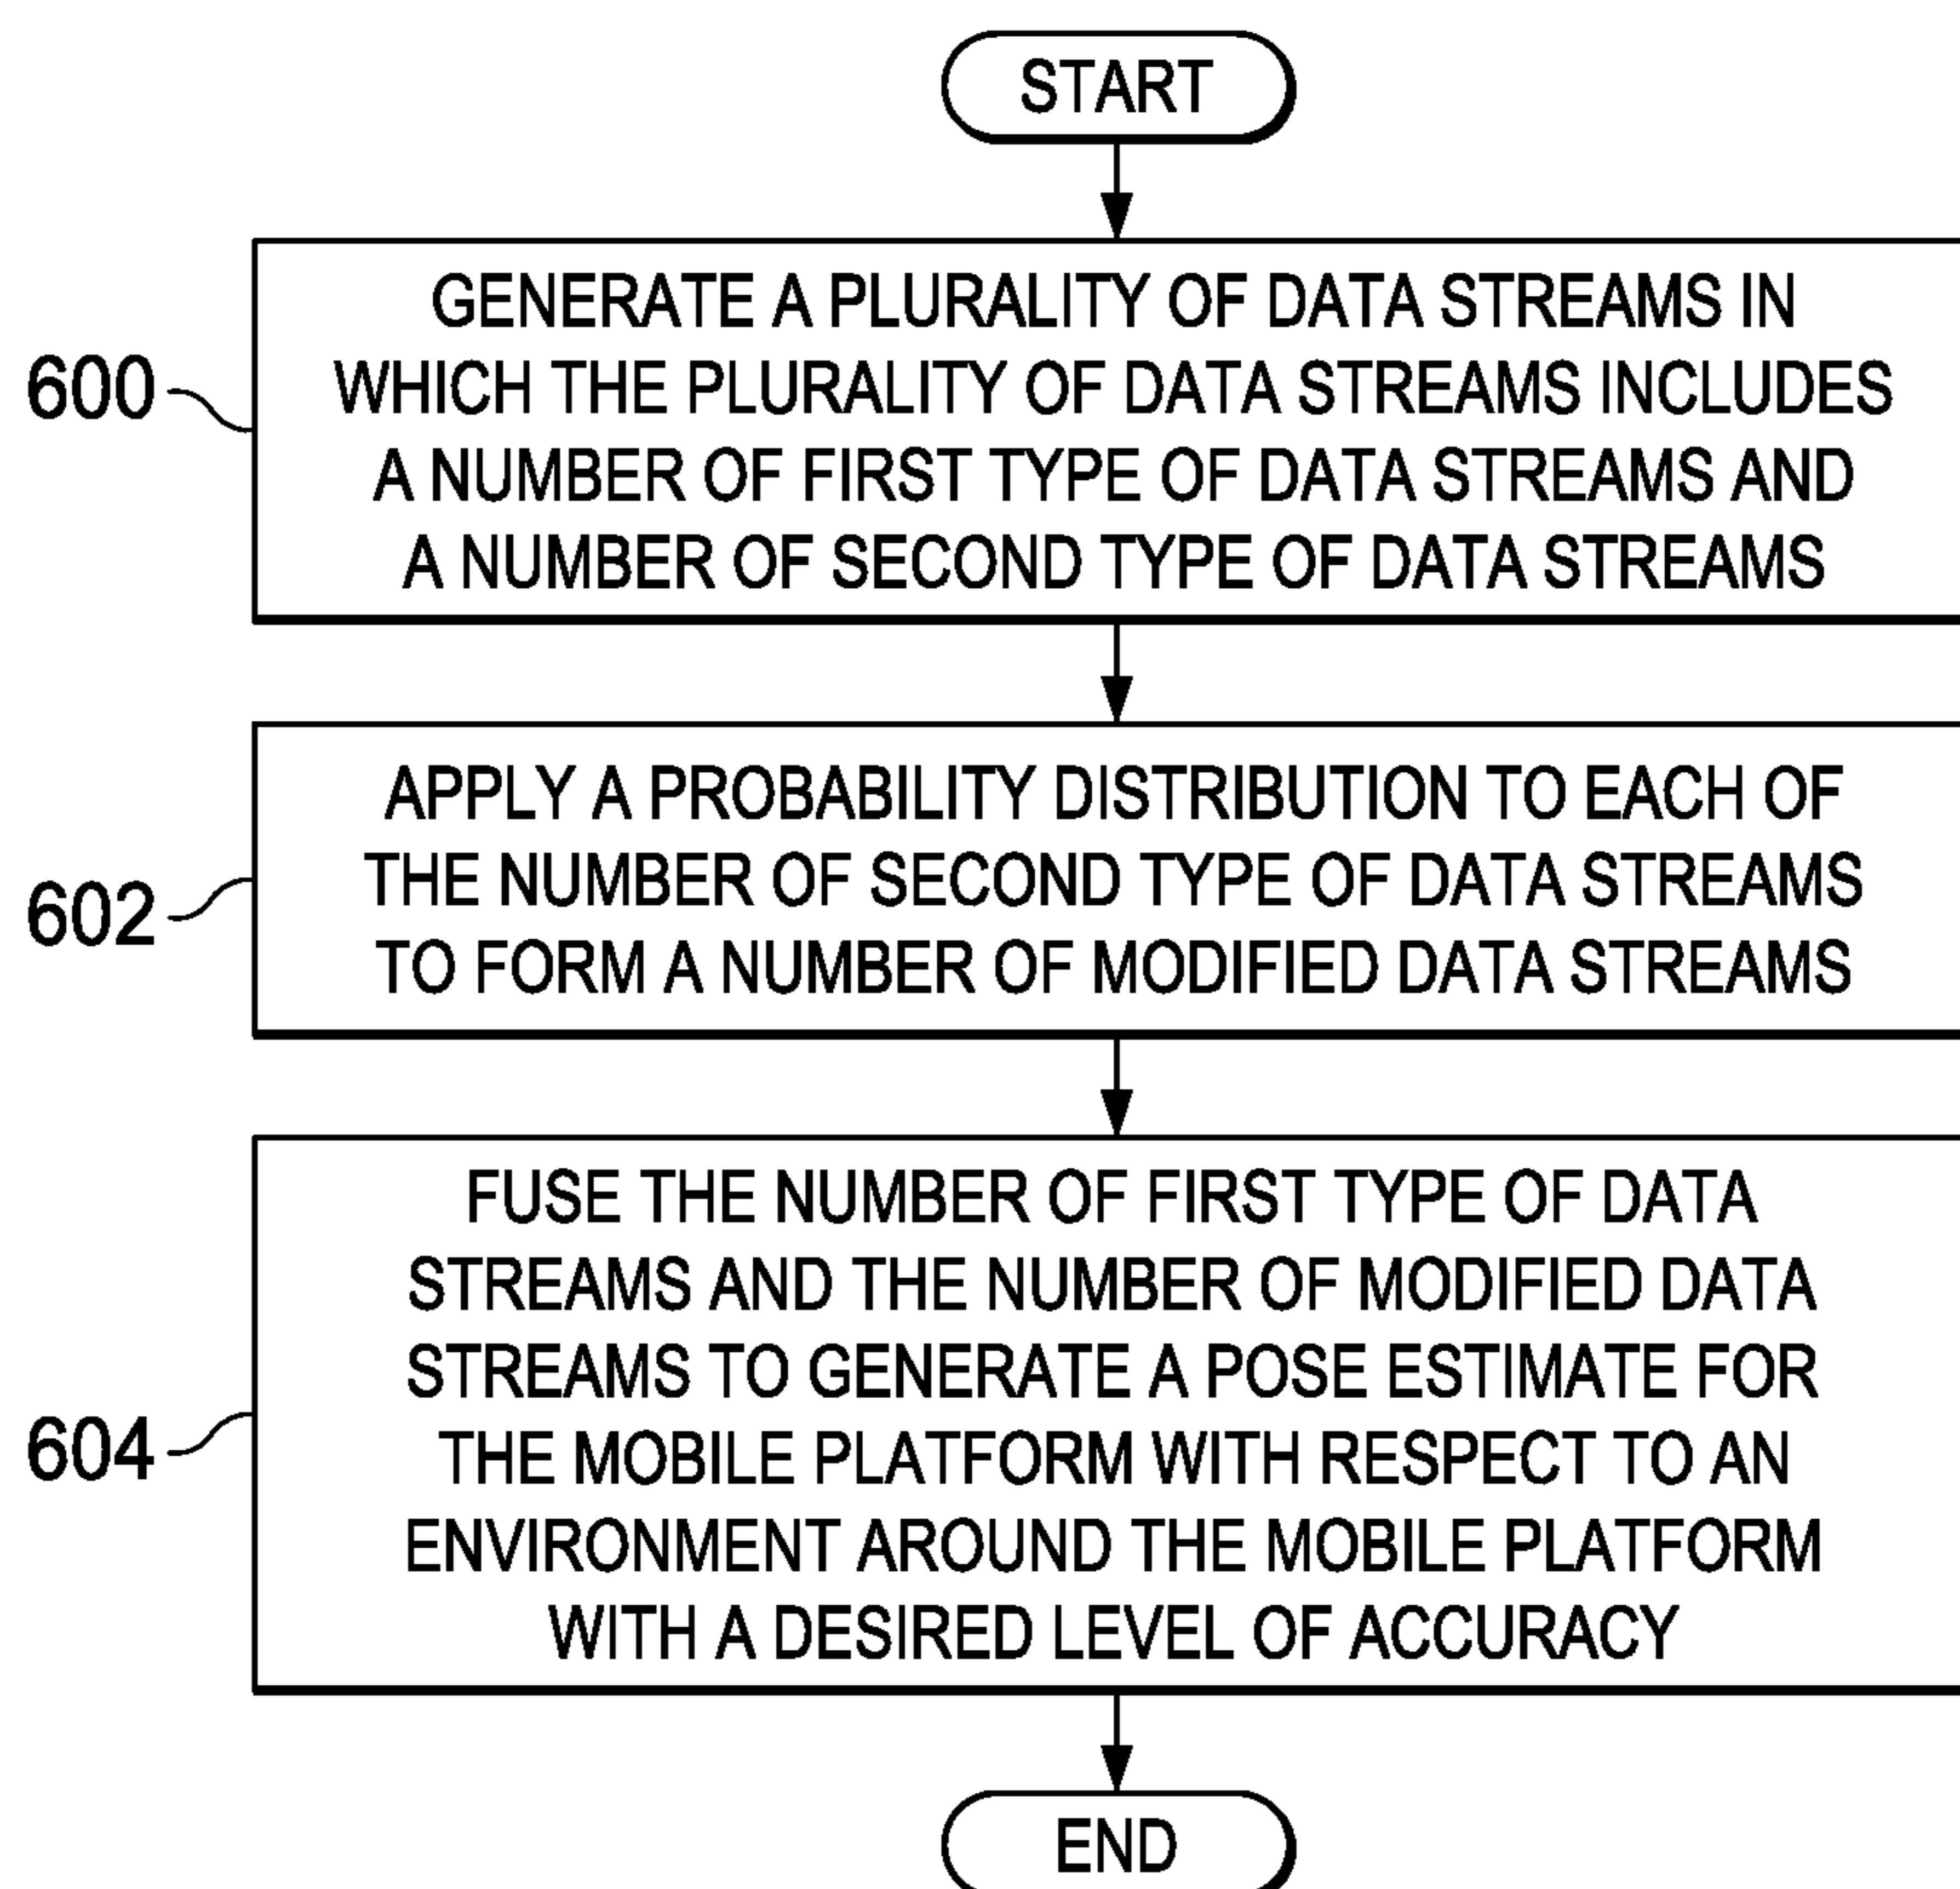 START
600
GENERATE A PLURALITY OF DATA STREAMS IN
WHICH THE PLURALITY OF DATA STREAMS INCLUDES
A NUMBER OF FIRST TYPE OF DATA STREAMS AND
A NUMBER OF SECOND TYPE OF DATA STREAMS
602
APPLY A PROBABILITY DISTRIBUTION TO EACH OF
THE NUMBER OF SECOND TYPE OF DATA STREAMS
TO FORM A NUMBER OF MODIFIED DATA STREAMS
604
FUSE THE NUMBER OF FIRST TYPE OF DATA
STREAMS AND THE NUMBER OF MODIFIED DATA
STREAMS TO GENERATE A POSE ESTIMATE FOR
THE MOBILE PLATFORM WITH RESPECT TO AN
ENVIRONMENT AROUND THE MOBILE PLATFORM
WITH A DESIRED LEVEL OF ACCURACY
END